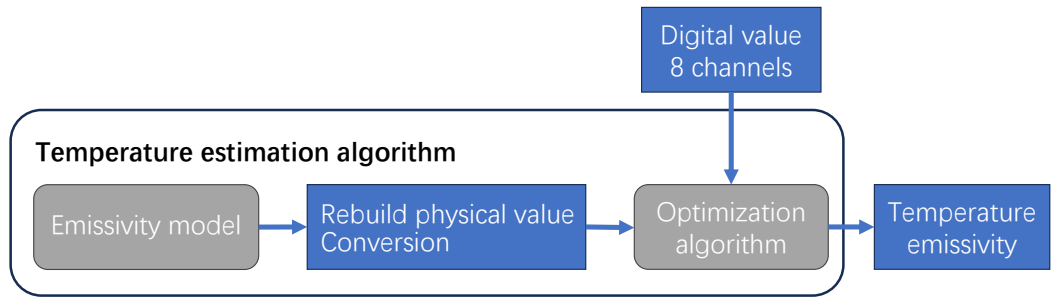 Digital value
8 channels
Temperature estimation algorithm
Emissivity model
Rebuild physical value
Conversion
Optimization
algorithm
Temperature
emissivity